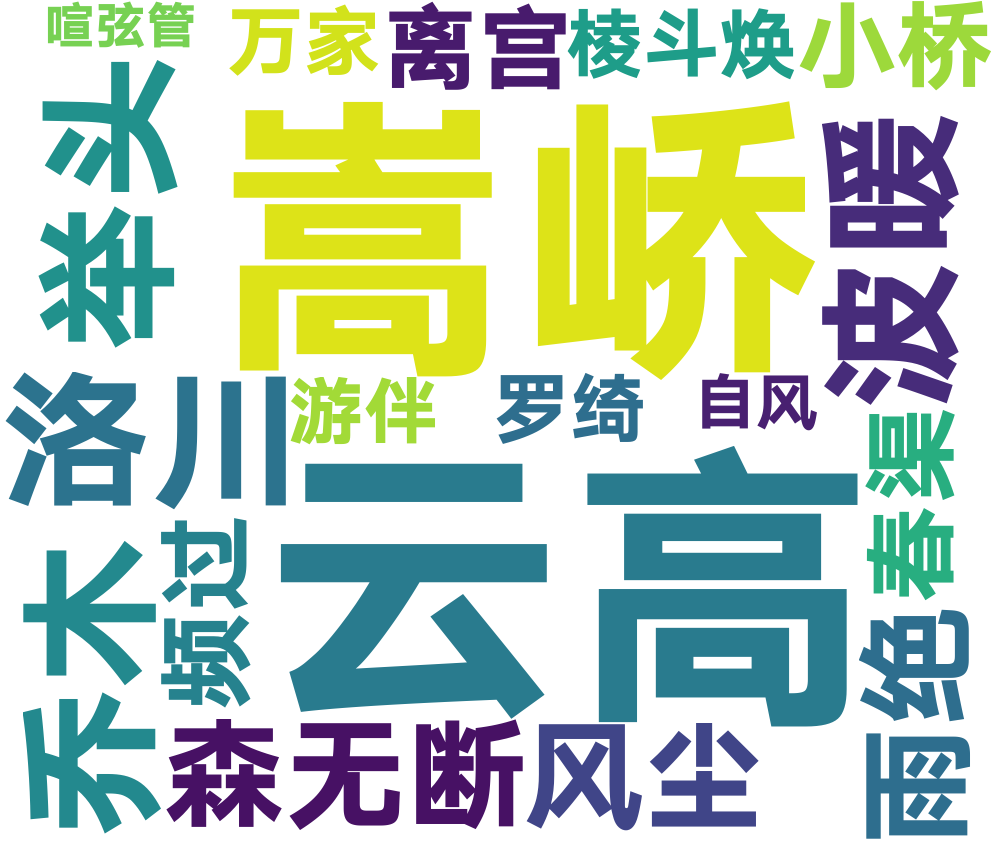 喧弦管
万家
离宫
棱斗焕
小桥
举头
嵩峤
波暖
洛川
游伴
罗绮
自风
春渠
云高
频过
乔木
雨绝
森无断
风尘